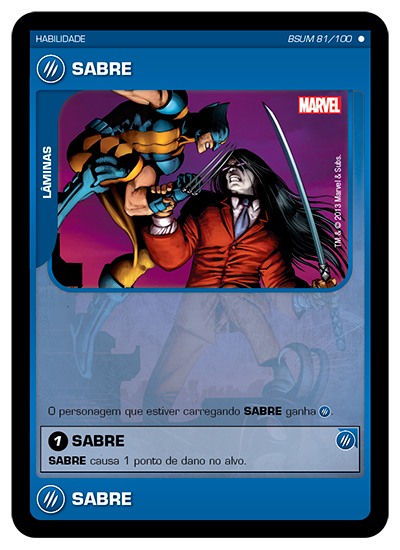 HABILIDADE BSUM 81/100
SABRE
MARVEL
LÂMINAS
TM & © 2013 Marvel & Subs.
O personagem que estiver carregando SABRE ganha .
1 SABRE
SABRE causa 1 ponto de dano no alvo.
SABRE